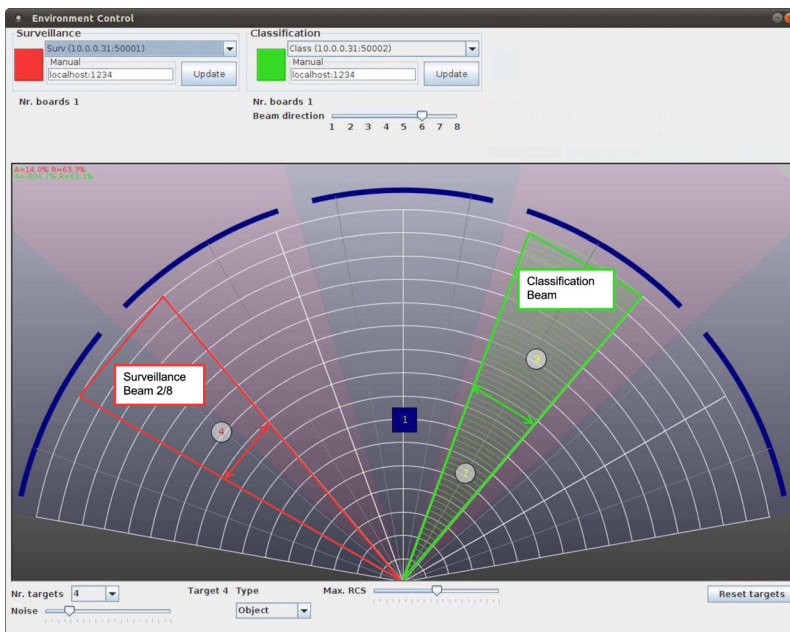 Environment Control
Surveillance
Surv (10.0.0.31:50001)
Manual
localhost:1234
Update
Nr. boards 1
Classification
Class (10.0.0.31:50002)
Manual
localhost:1234
Update
Nr. boards 1
Beam direction
1 2 3 4 5 6 7 8
A=14.0% R=63.3%
Classification
Beam
Surveillance
Beam 2/8
3
1
4
2
Nr. targets 4
Target 4 Type
Max. RCS
Reset targets
Noise
Object